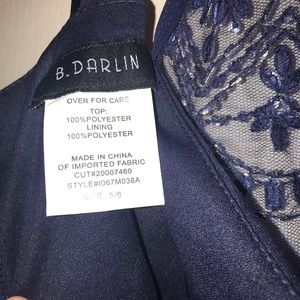 B. DARLIN
OVER FOR CARE
TOP:
100%POLYESTER
LINING
100%POLYESTER
MADE IN CHINA
OF IMPORTED FABRIC
CUT#20007460
STYLE#I067M038A
5/6